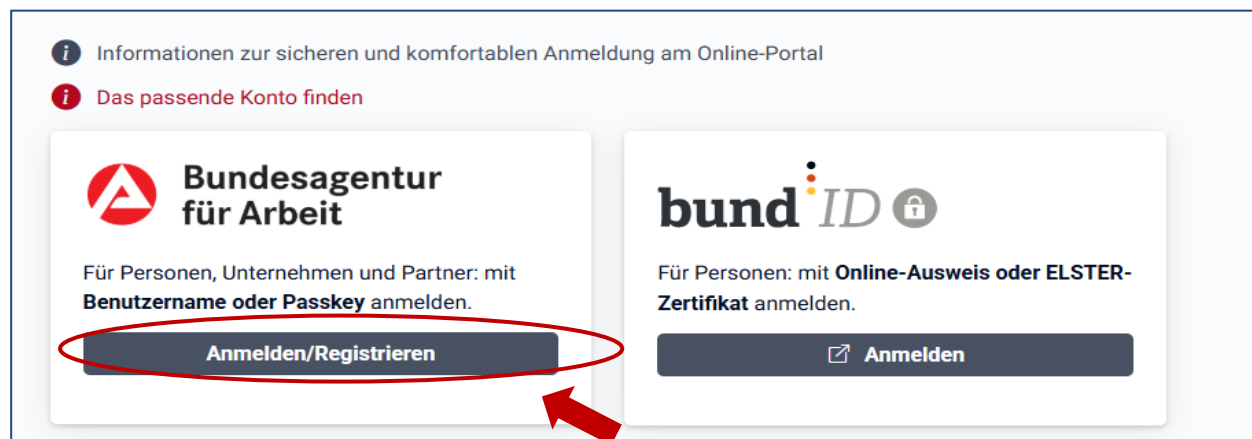 Informationen zur sicheren und komfortablen Anmeldung am Online-Portal
Das passende Konto finden
Bundesagentur
für Arbeit
Für Personen, Unternehmen und Partner: mit
Benutzername oder Passkey anmelden.
Anmelden/Registrieren
bund ID
Für Personen: mit Online-Ausweis oder ELSTER-
Zertifikat anmelden.
Anmelden